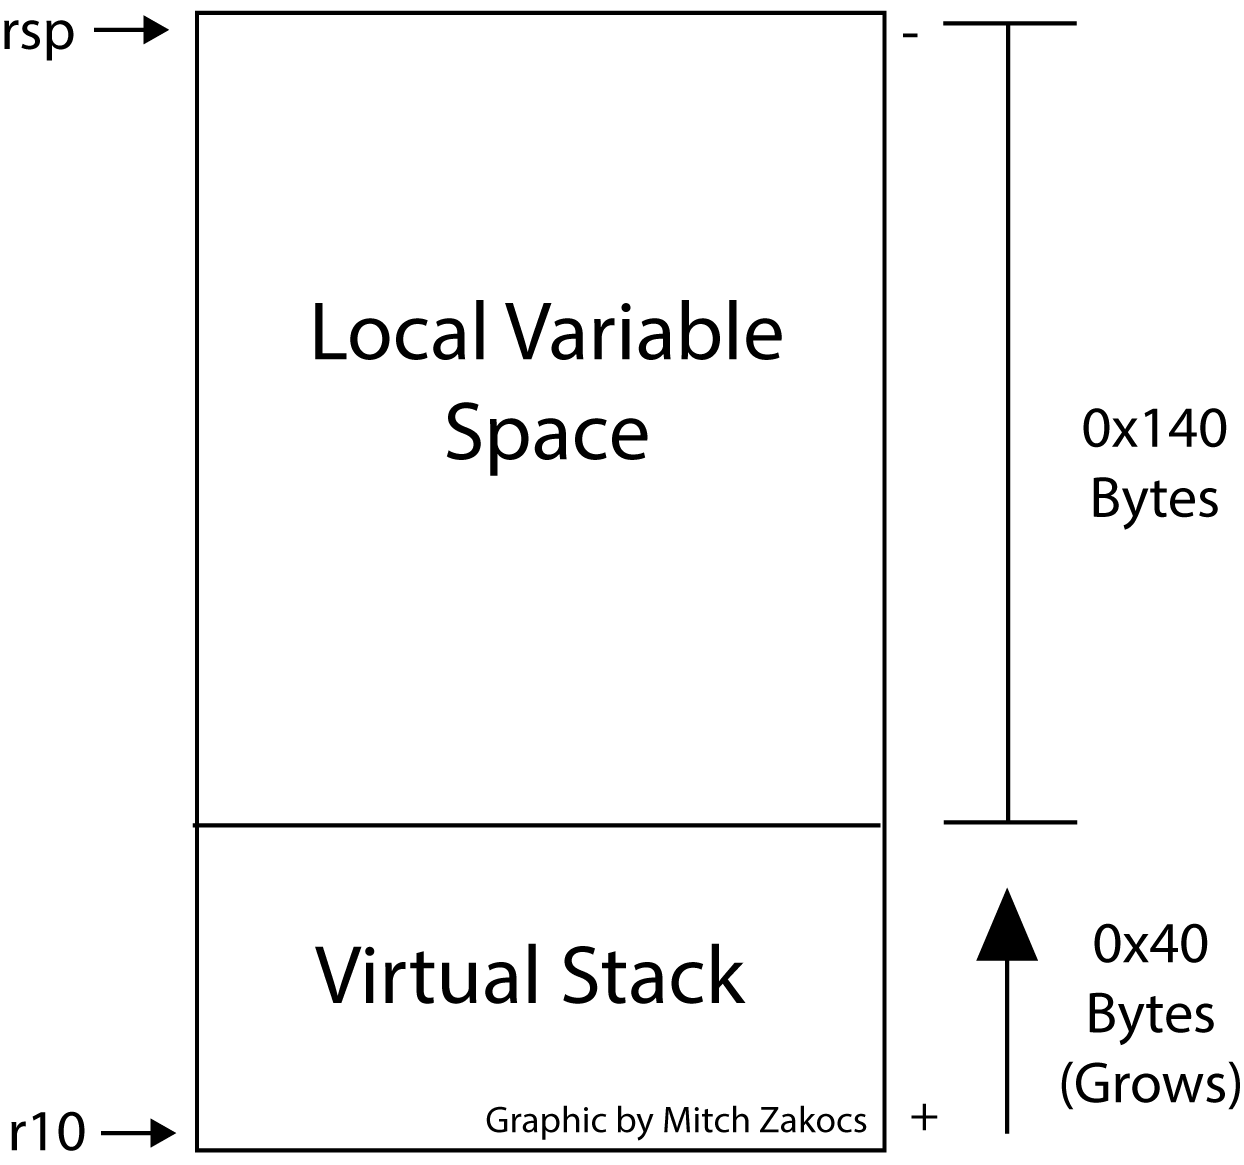 rsp
-
Local Variable
Space
0x140
Bytes
Virtual Stack
0x40
Bytes
(Grows)
r10
Graphic by Mitch Zakocs
+